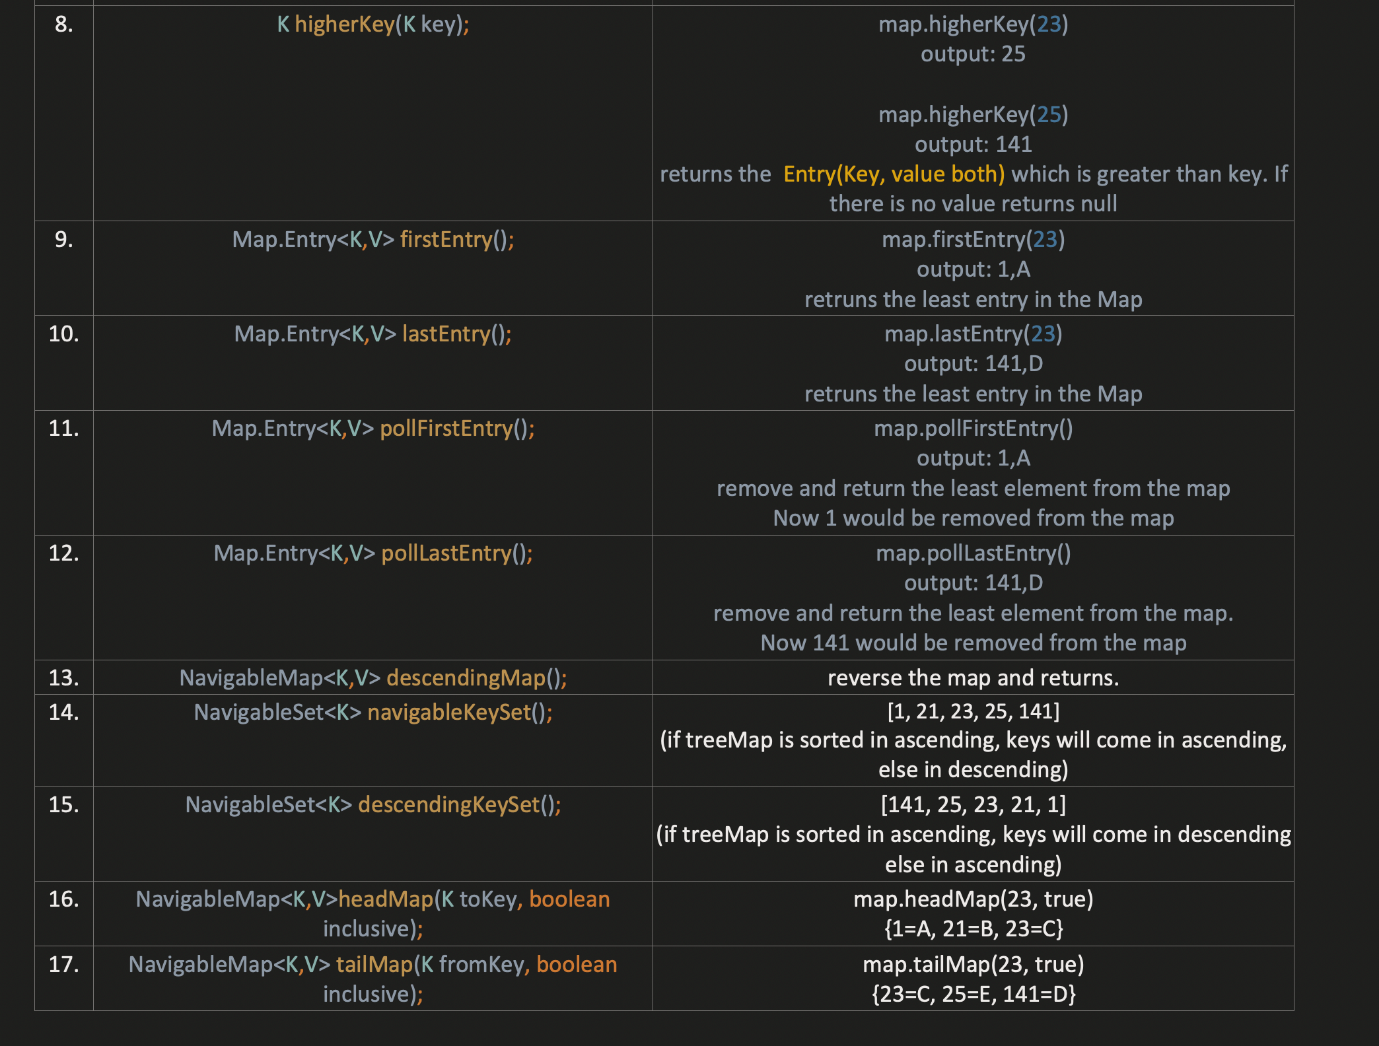 8.
K higherKey(K key);
map.higherKey(23)
output: 25
map.higherKey(25)
output: 141
returns the  Entry(Key, value both) which is greater than key. If
there is no value returns null
9.
Map.Entry<K,V> firstEntry();
map.firstEntry(23)
output: 1,A
retruns the least entry in the Map
10.
Map.Entry<K,V> lastEntry();
map.lastEntry(23)
output: 141,D
retruns the least entry in the Map
11.
Map.Entry<K,V> pollFirstEntry();
map.pollFirstEntry()
output: 1,A
remove and return the least element from the map
Now 1 would be removed from the map
12.
Map.Entry<K,V> pollLastEntry();
map.pollLastEntry()
output: 141,D
remove and return the least element from the map.
Now 141 would be removed from the map
13.
NavigableMap<K,V> descendingMap();
reverse the map and returns.
14.
NavigableSet<K> navigableKeySet();
[1, 21, 23, 25, 141]
(if treeMap is sorted in ascending, keys will come in ascending,
else in descending)
15.
NavigableSet<K> descendingKeySet();
[141, 25, 23, 21, 1]
(if treeMap is sorted in ascending, keys will come in descending
else in ascending)
16.
NavigableMap<K,V>headMap(K toKey, boolean
inclusive);
map.headMap(23, true)
{1=A, 21=B, 23=C}
17.
NavigableMap<K,V> tailMap(K fromKey, boolean
inclusive);
map.tailMap(23, true)
{23=C, 25=E, 141=D}